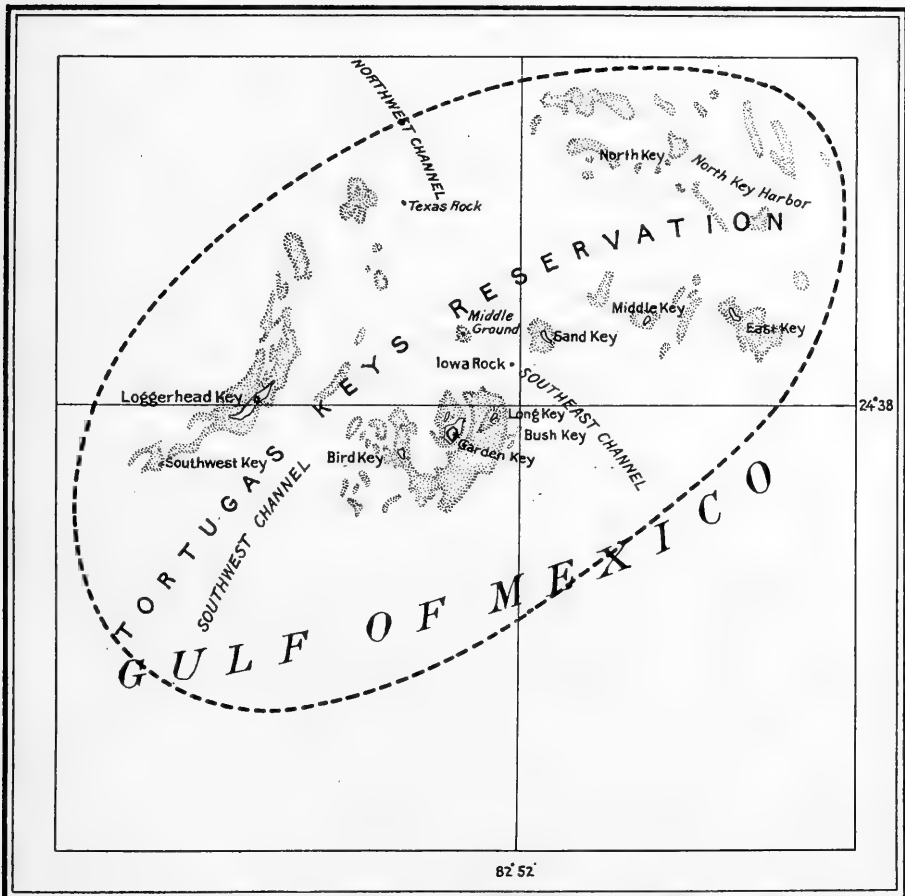 NORTHWEST CHANNEL
North Key
North Key Harbor
Texas Rock
TORTUGAS KEYS RESERVATION
Middle Key
Middle
Ground
Sand Key
East Key
Iowa Rock
SOUTHEAST CHANNEL
Loggerhead Key
24°38
Long Key
Bush Key
Garden Key
Bird Key
Southwest Key
SOUTHWEST CHANNEL
GULF OF MEXICO
82°52'